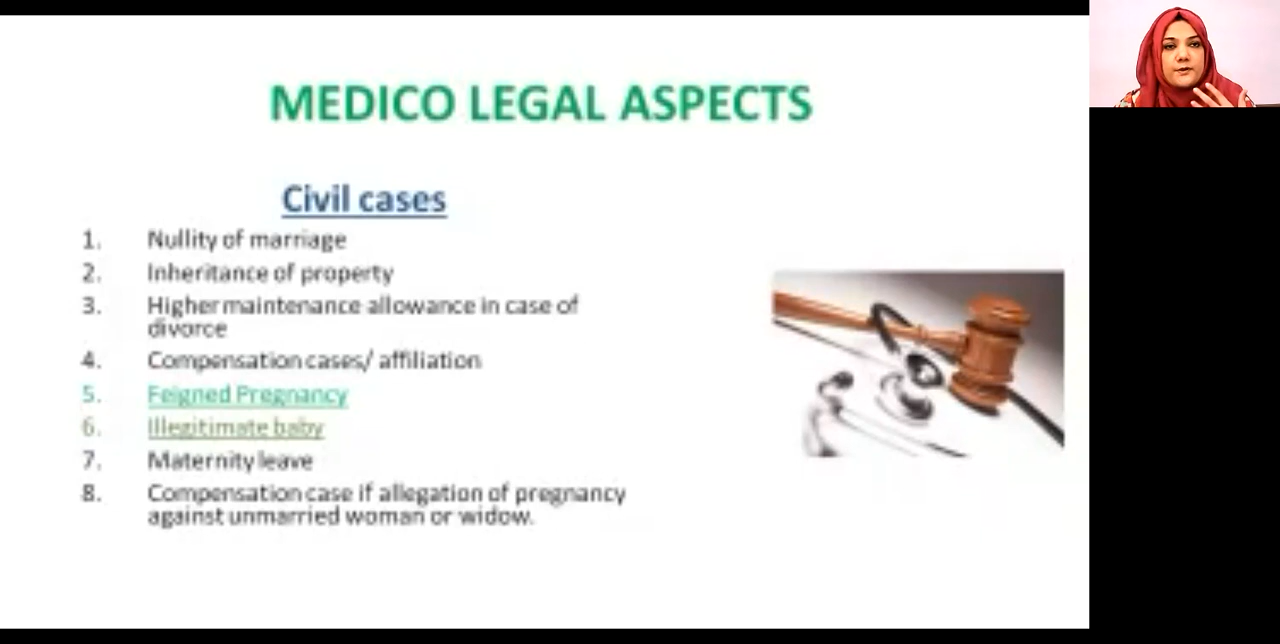 MEDICO LEGAL ASPECTS
Civil cases
1. Nullity of marriage
2. Inheritance of property
3. Higher maintenance allowance in case of
divorce
4. Compensation cases/ affiliation
5. Feigned Pregnancy
6. Illegitimate baby
7. Maternity leave
8. Compensation case if allegation of pregnancy
against unmarried woman or widow.